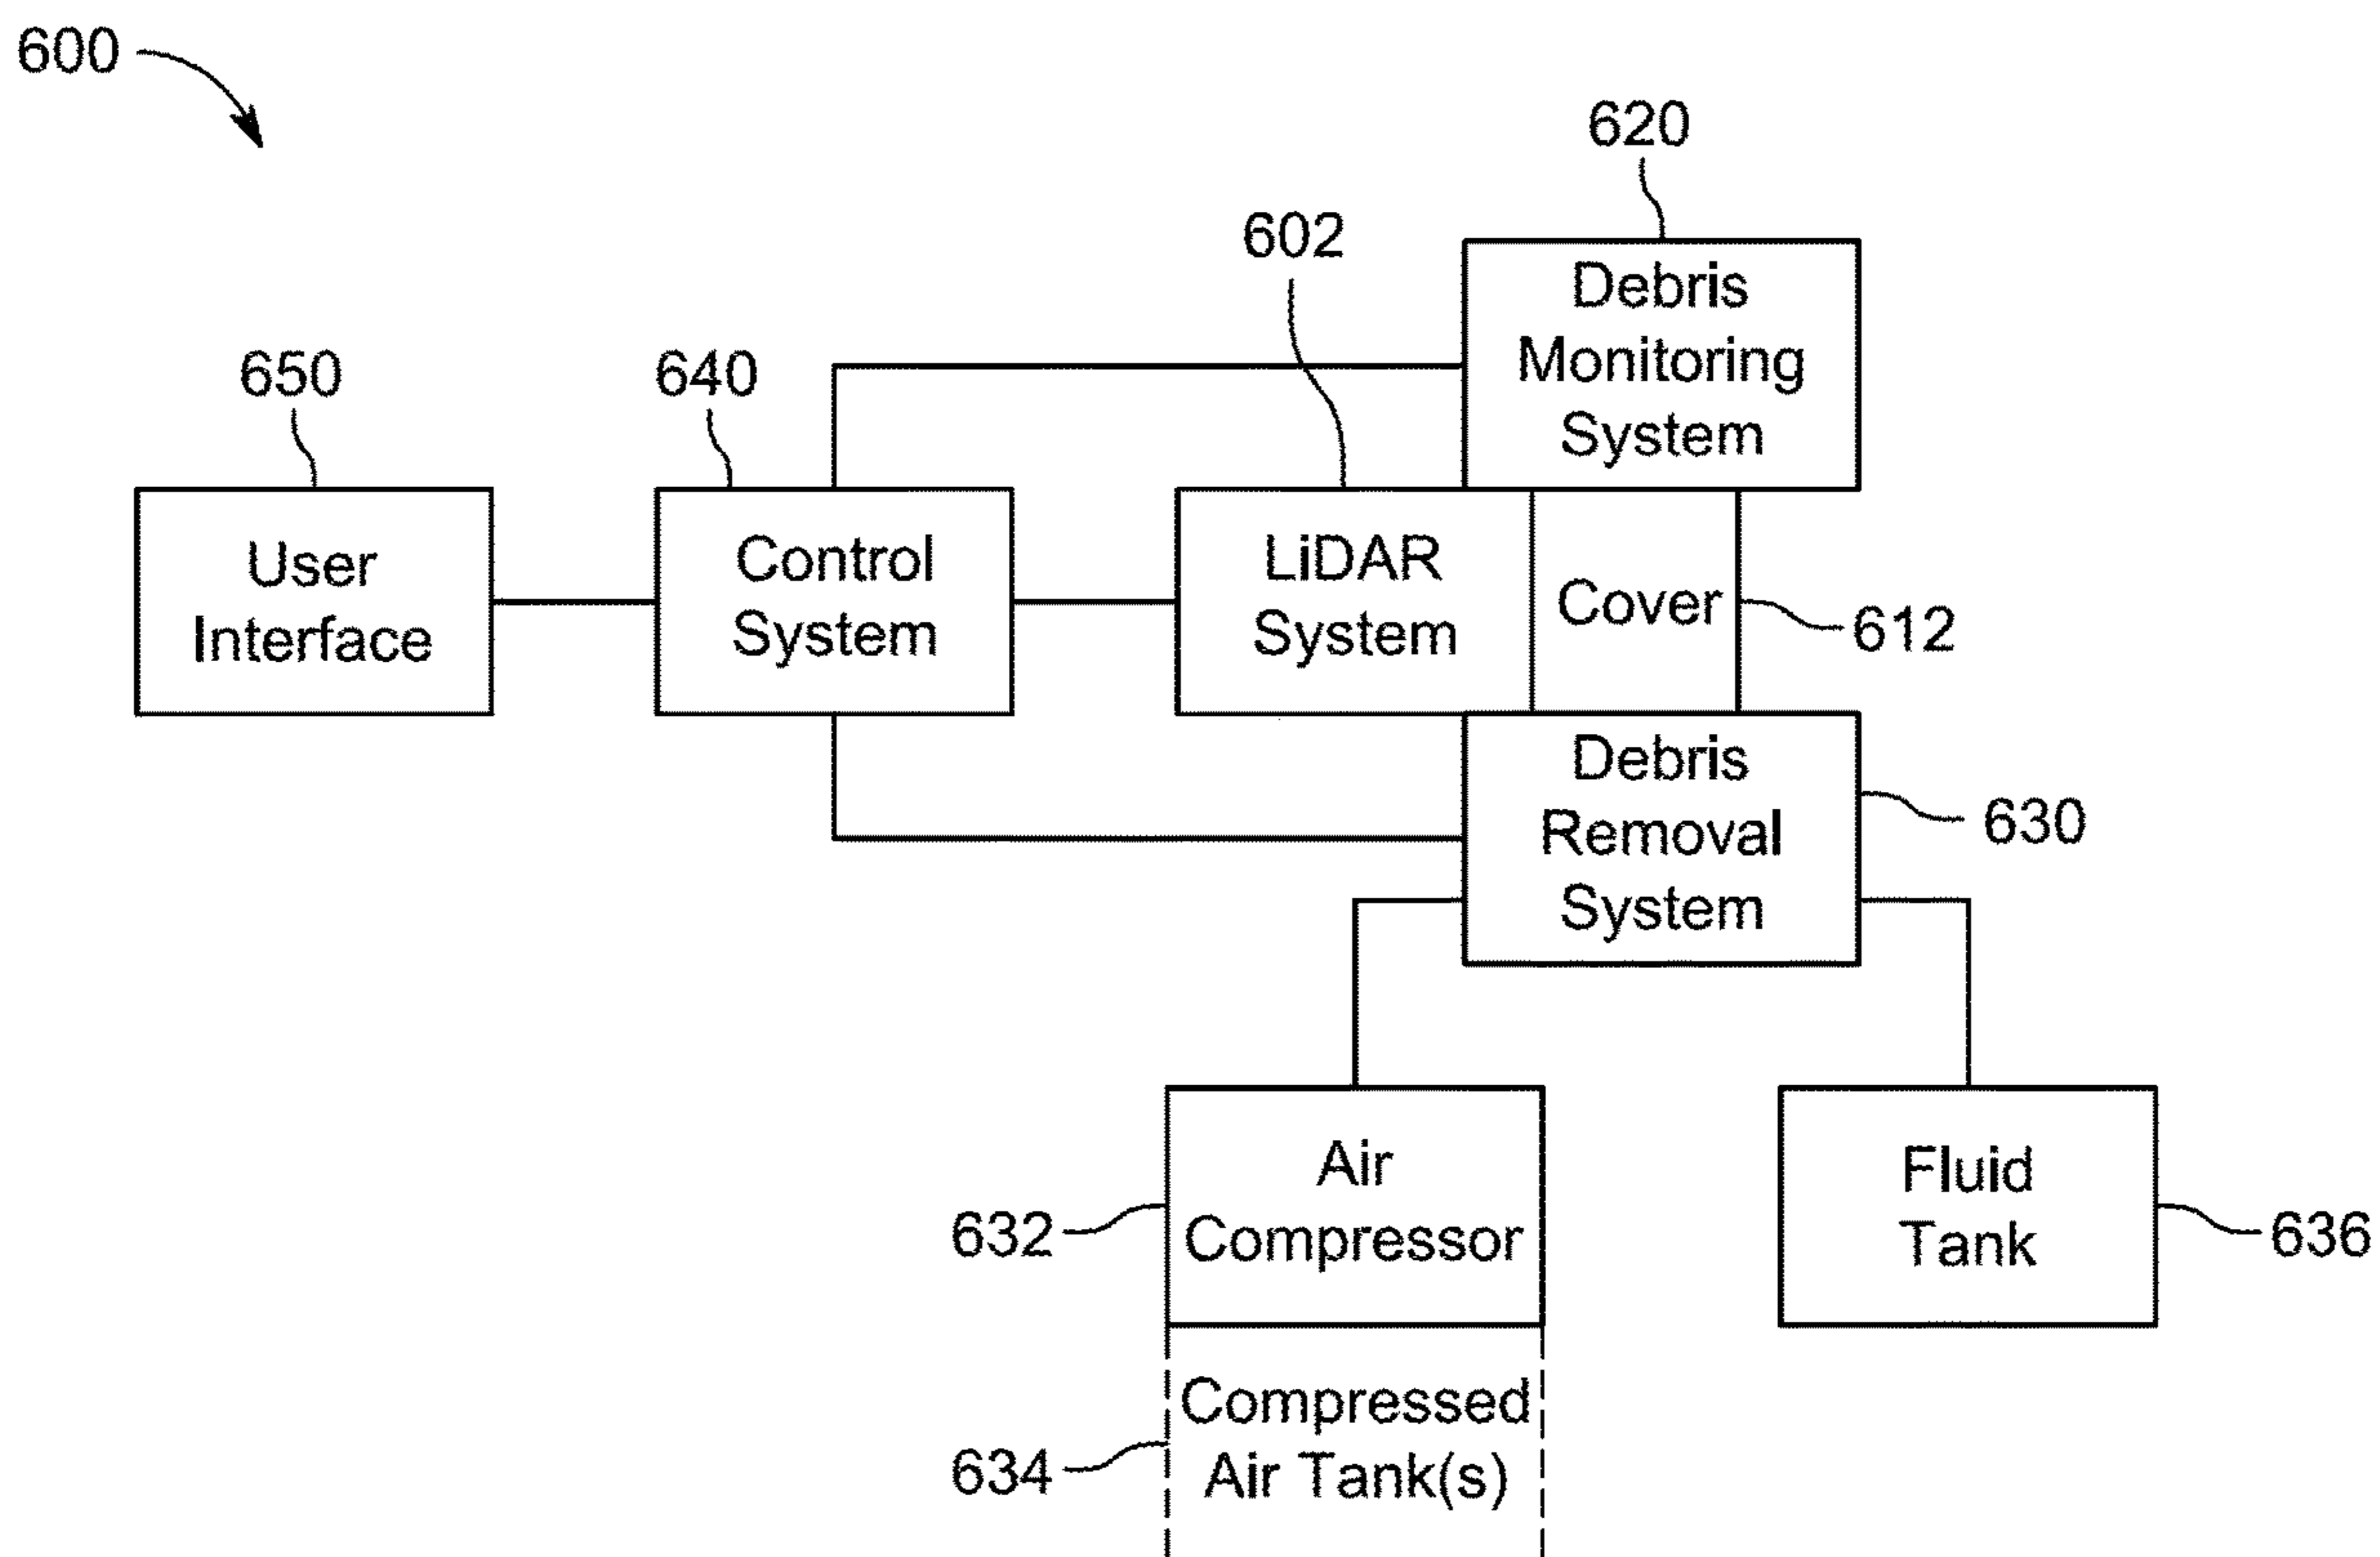 600
620
602
Debris
Monitoring
System
650
640
User
Interface
Control
System
LiDAR
System
Cover
612
Debris
Removal
System
630
Air
Compressor
632
Fluid
Tank
636
Compressed
Air Tank(s)
634